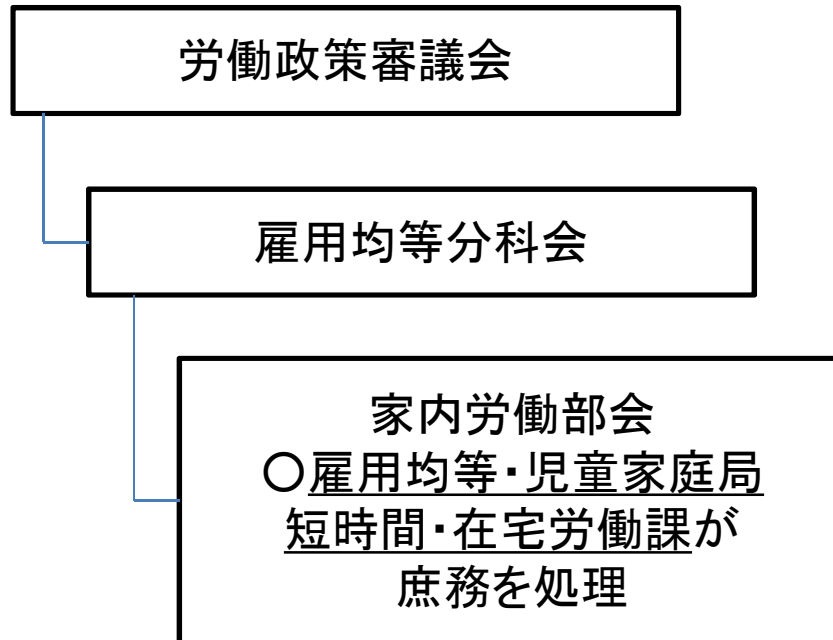 労働政策審議会
雇用均等分科会
家内労働部会
○雇用均等・児童家庭局
短時間・在宅労働課が
庶務を処理